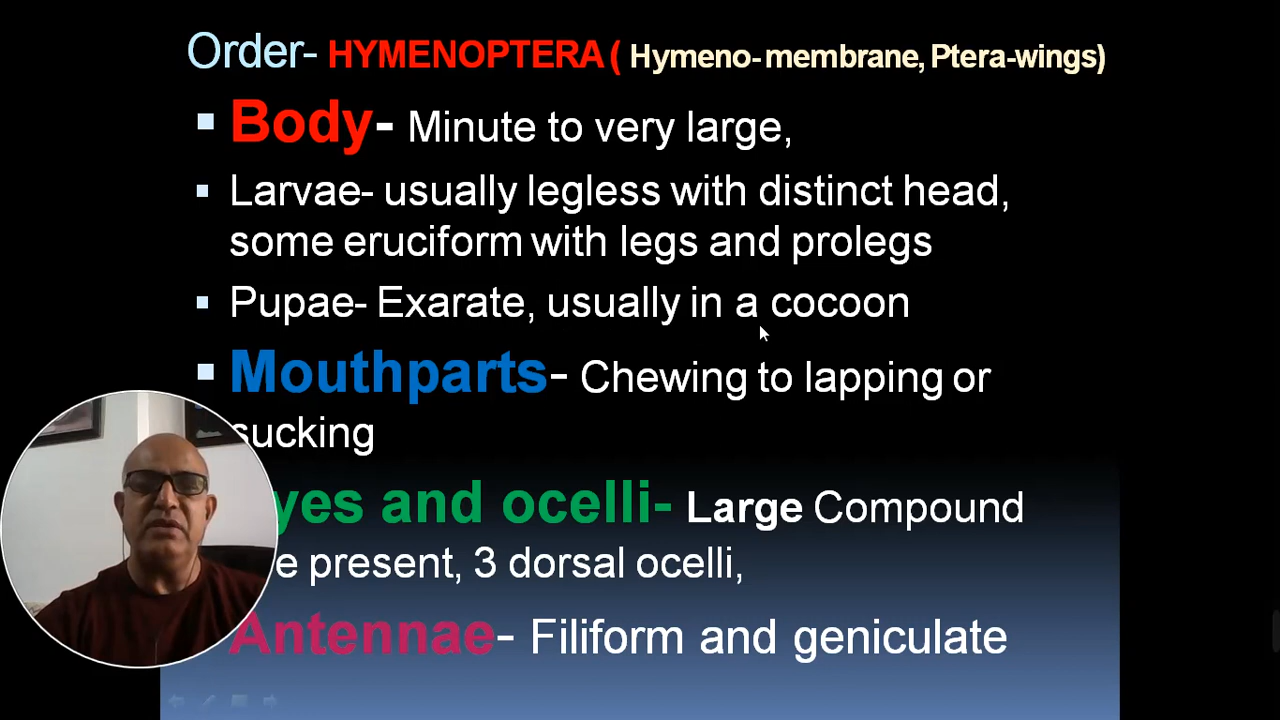 Order- HYMENOPTERA ( Hymeno- membrane, Ptera-wings)
Body- Minute to very large,
Larvae- usually legless with distinct head,
some eruciform with legs and prolegs
Pupae- Exarate, usually in a cocoon
Mouthparts- Chewing to lapping or
sucking
yes and ocelli- Large Compound
e present, 3 dorsal ocelli,
Antennae- Filiform and geniculate